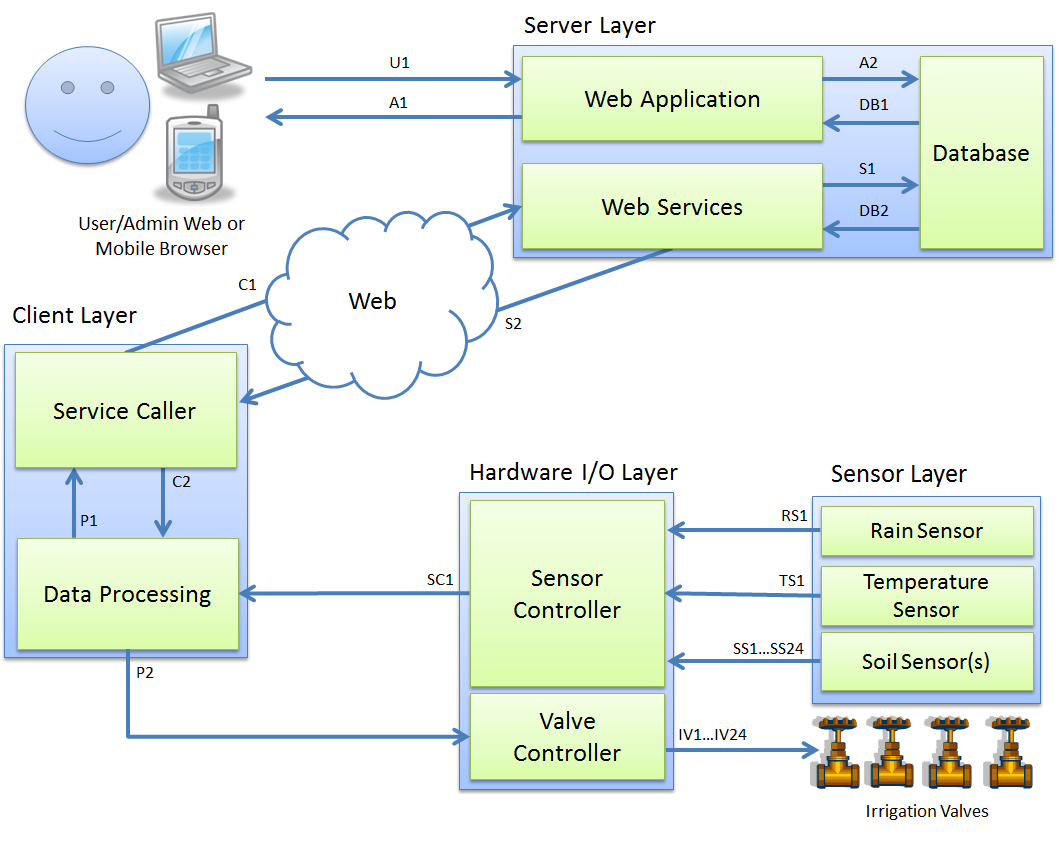 Server Layer
U1
A1
Web Application
A2
DB1
Database
Web Services
S1
DB2
User/Admin Web or
Mobile Browser
Web
C1
S2
Client Layer
Service Caller
P1
C2
Data Processing
Hardware I/O Layer
Sensor Layer
Sensor
Controller
RS1
Rain Sensor
SC1
TS1
Temperature
Sensor
SS1...SS24
Soil Sensor(s)
P2
Valve
Controller
IV1...IV24
Irrigation Valves